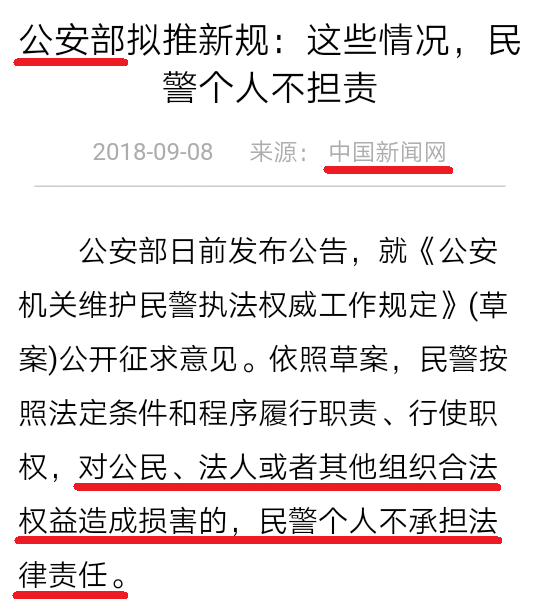 公安部拟推新规：这些情况，民
警个人不担责
2018-09-08 来源： 中国新闻网
公安部日前发布公告，就《公安
机关维护民警执法权威工作规定》(草
案)公开征求意见。依照草案，民警按
照法定条件和程序履行职责、行使职
权，对公民、法人或者其他组织合法
权益造成损害的，民警个人不承担法
律责任。